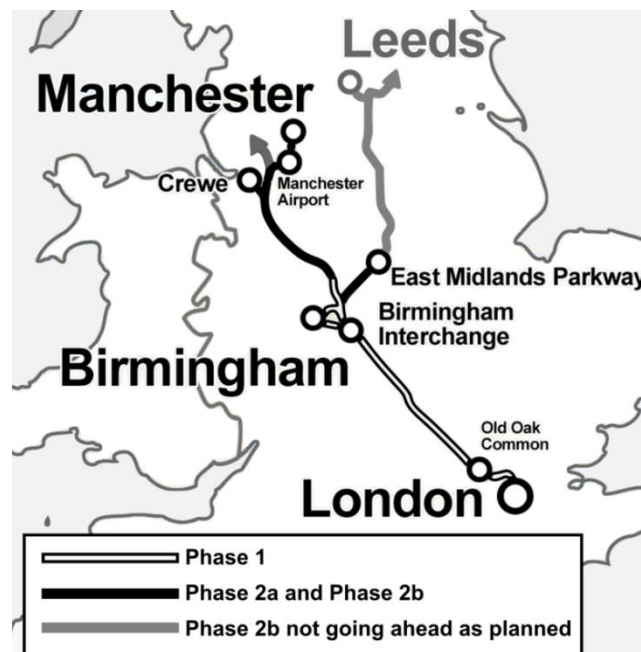 Leeds
Manchester
Crewe
Manchester
Airport
East Midlands Parkway
Birmingham
Interchange
Birmingham
Old Oak
Common
London
Phase 1
Phase 2a and Phase 2b
Phase 2b not going ahead as planned